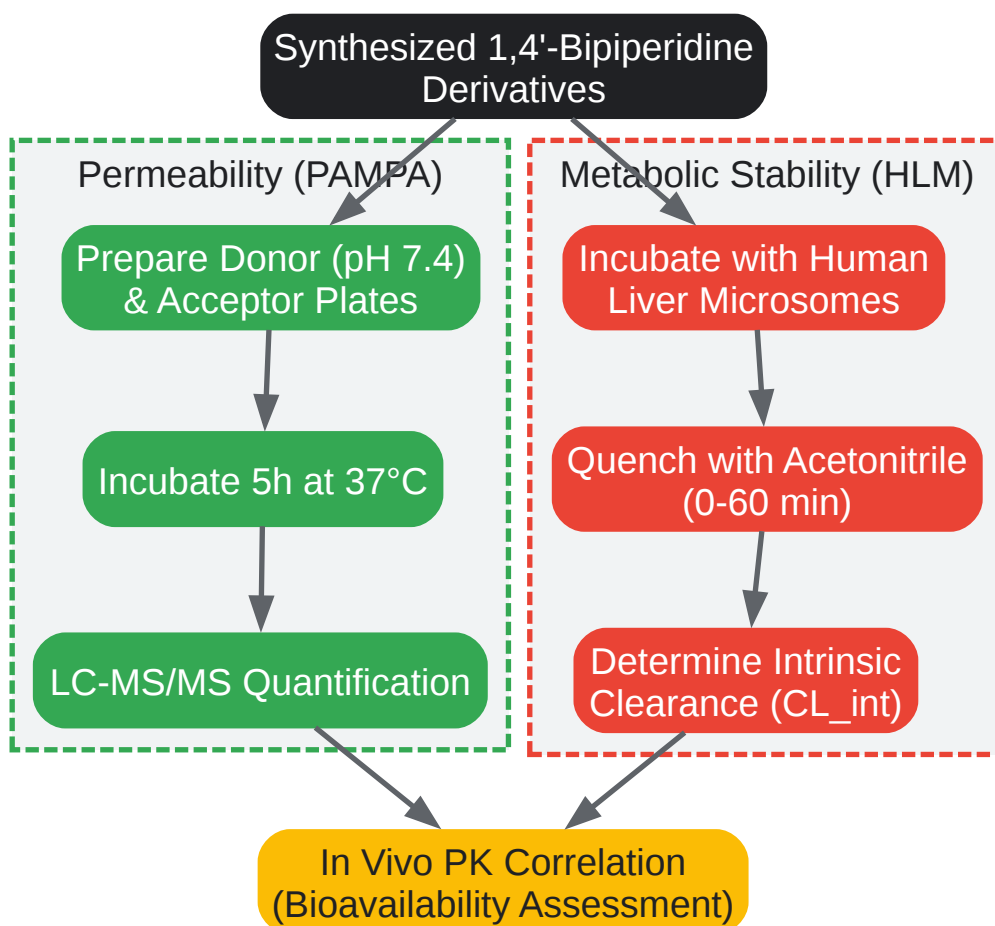 Synthesized 1,4'-Bipiperidine
Derivatives
Permeability (PAMPA)
Prepare Donor (pH 7.4)
& Acceptor Plates
Incubate 5h at 37°C
LC-MS/MS Quantification
Metabolic Stability (HLM)
Incubate with Human
Liver Microsomes
Quench with Acetonitrile
(0-60 min)
Determine Intrinsic
Clearance (CL_int)
In Vivo PK Correlation
(Bioavailability Assessment)